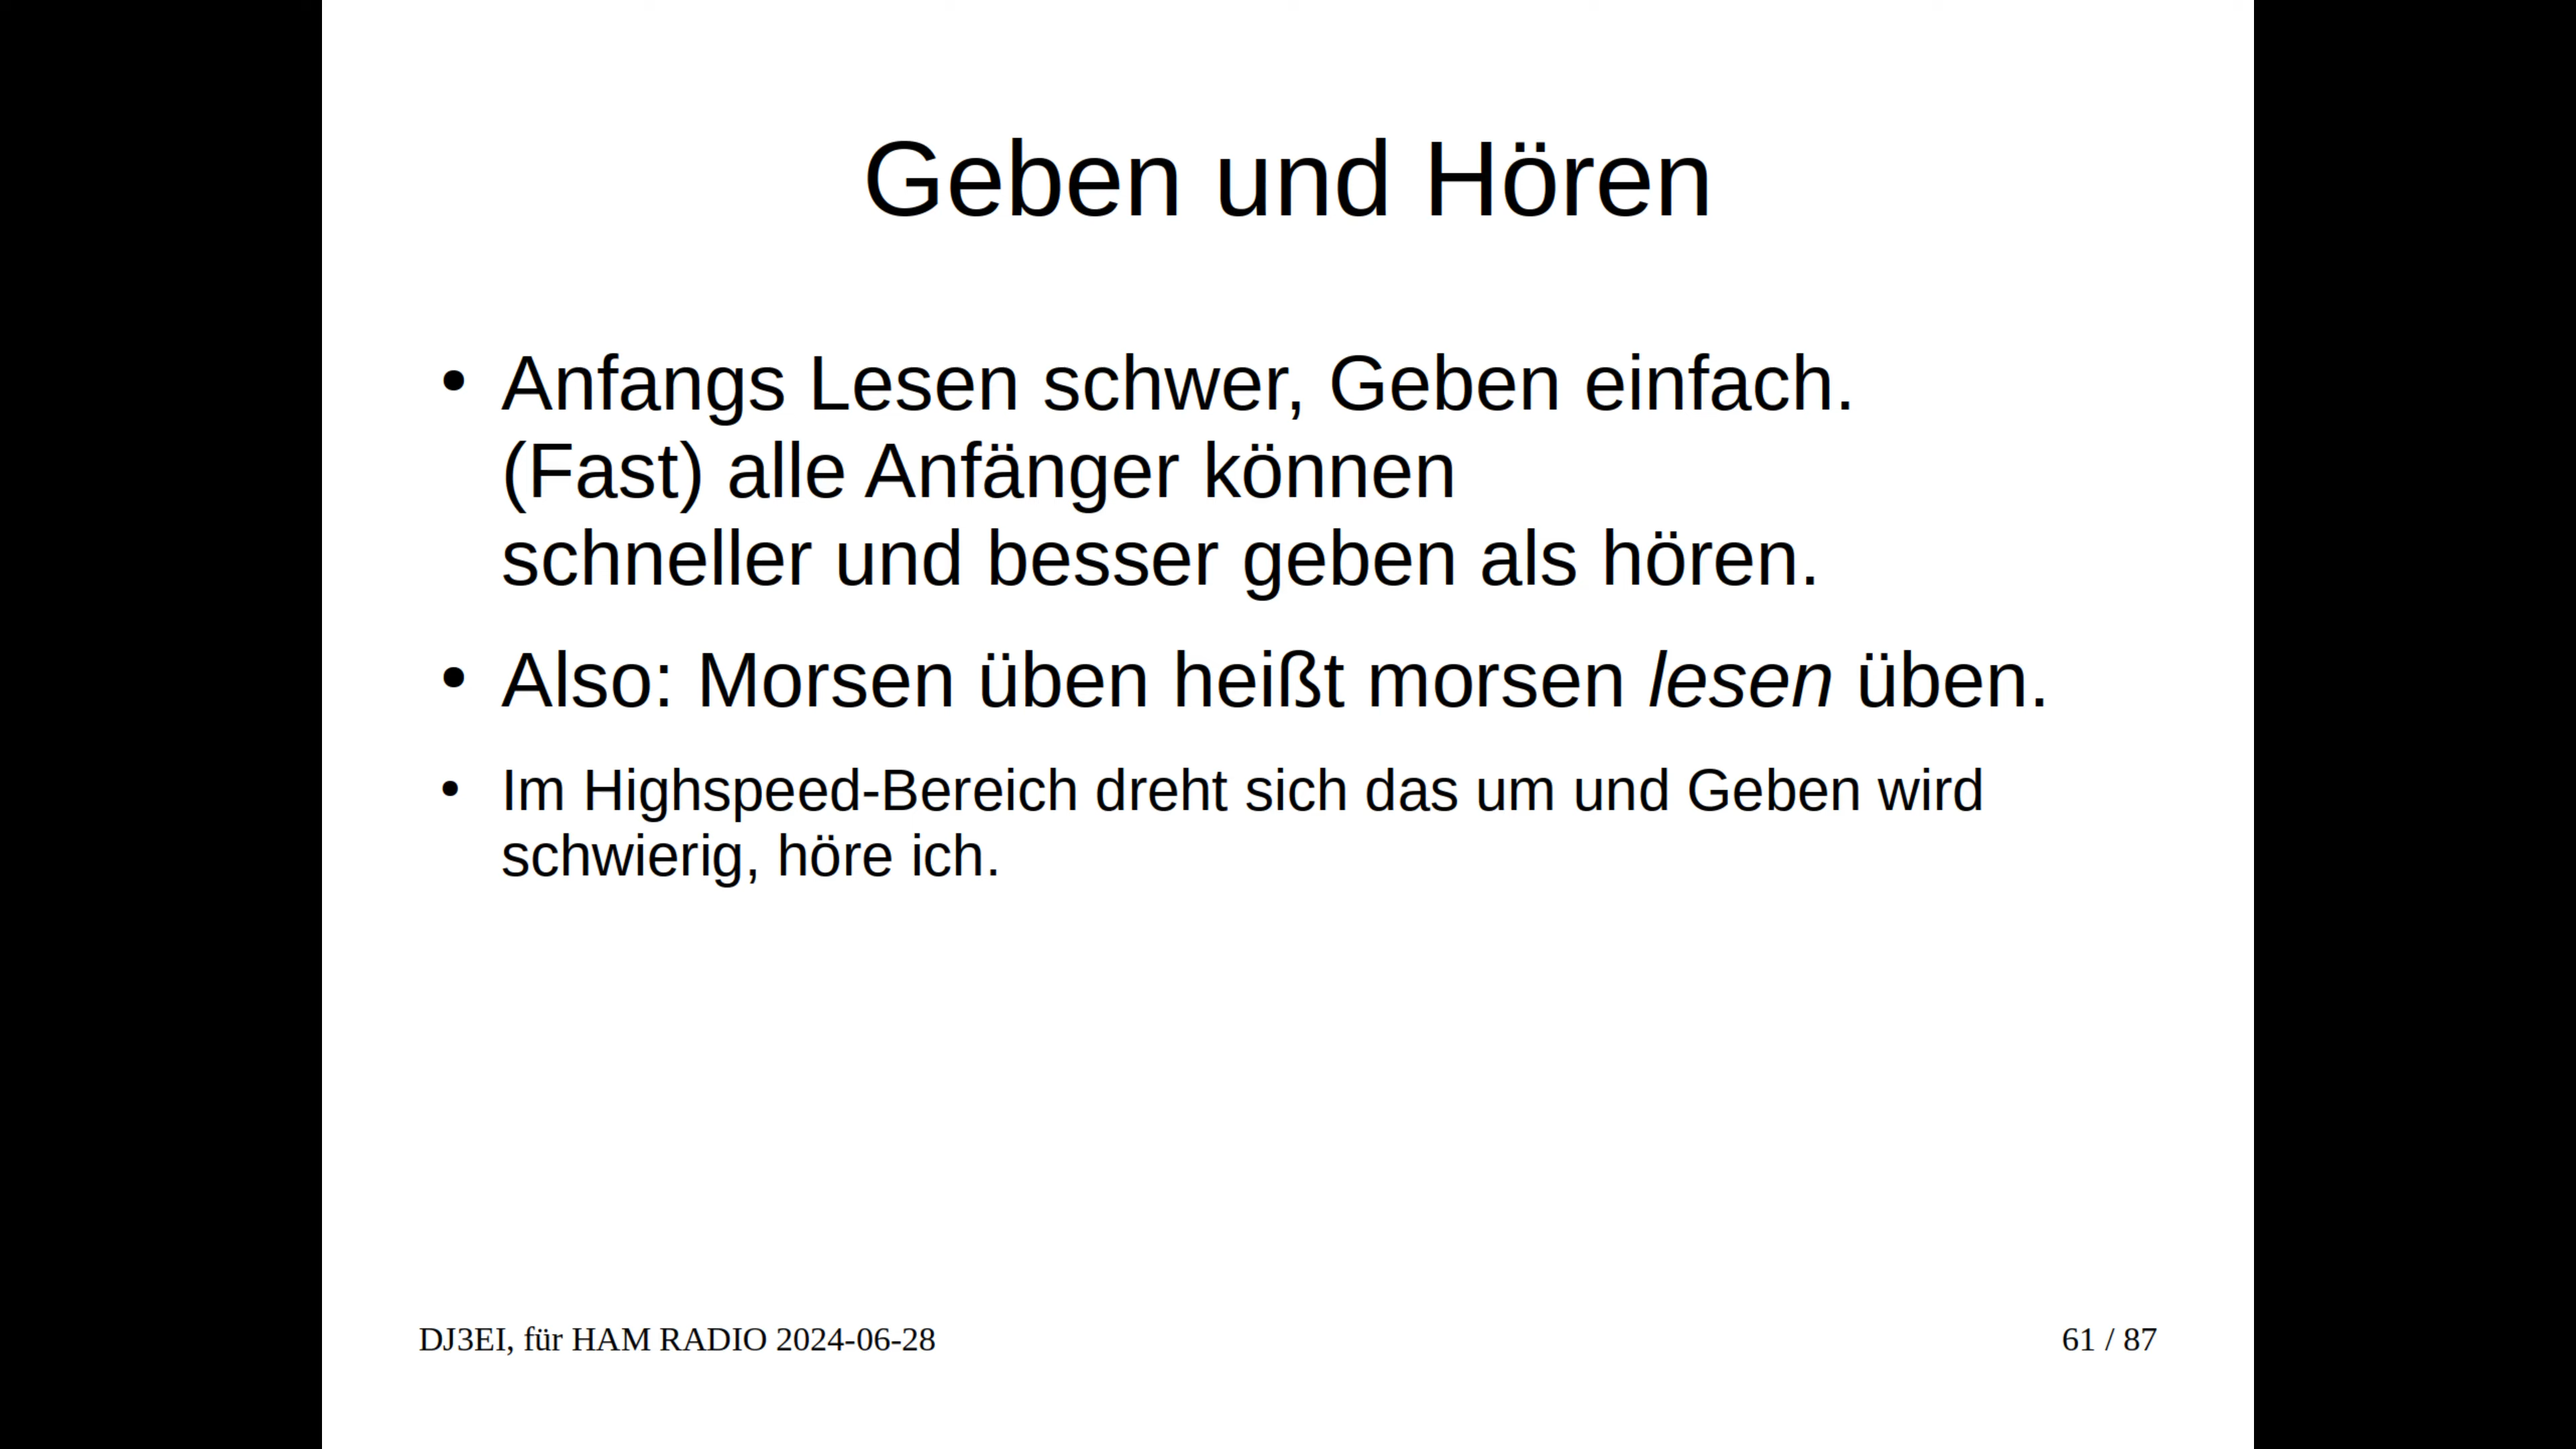 Geben und Hören
• Anfangs Lesen schwer, Geben einfach.
(Fast) alle Anfänger können
schneller und besser geben als hören.
• Also: Morsen üben heißt morsen lesen üben.
• Im Highspeed-Bereich dreht sich das um und Geben wird
schwierig, höre ich.
DJ3EI, für HAM RADIO 2024-06-28
61 / 87